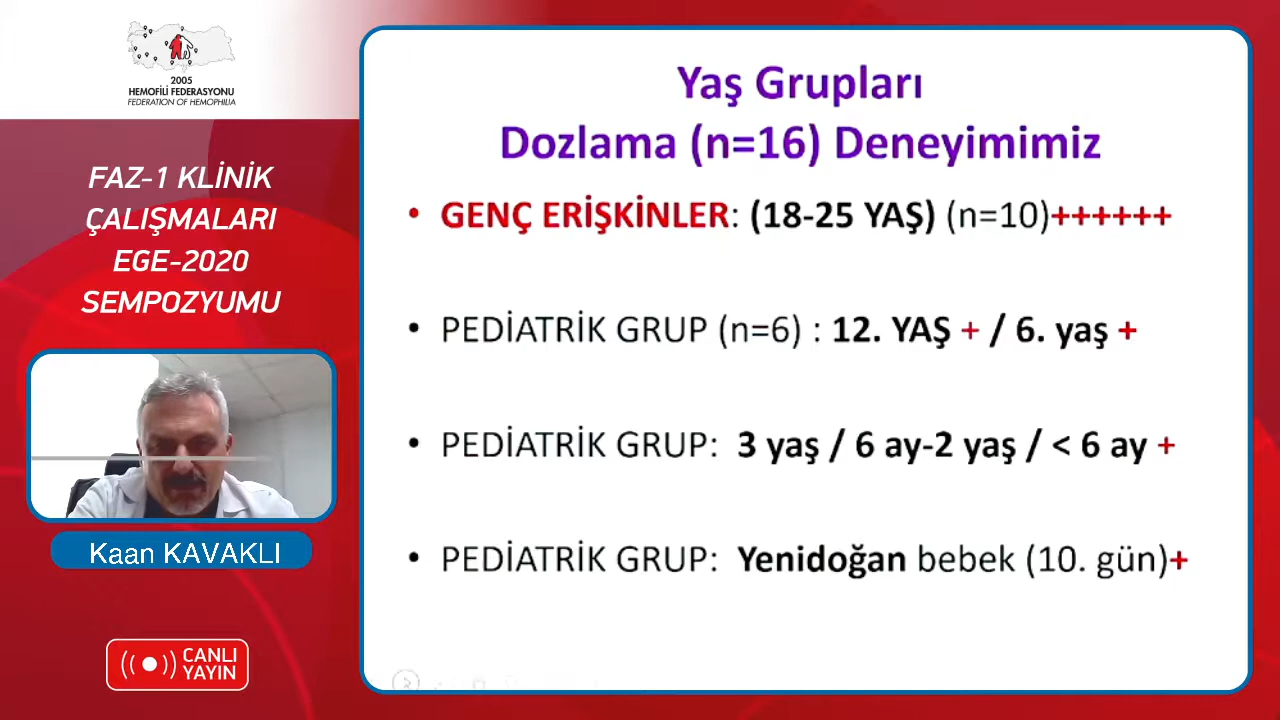 2005
HEMOFİLİ FEDERASYONU
FEDERATION OF HEMOPHILIA
FAZ-1 KLİNİK
ÇALIŞMALARI
EGE-2020
SEMPOZYUMU
Kaan KAVAKLI
CANLI
YAYIN
Yaş Grupları
Dozlama (n=16) Deneyimimiz
• GENÇ ERİŞKİNLER: (18-25 YAŞ) (n=10)++++++
• PEDİATRİK GRUP (n=6) : 12. YAŞ + / 6. yaş +
• PEDİATRİK GRUP: 3 yaş / 6 ay-2 yaş / < 6 ay +
• PEDİATRİK GRUP: Yenidoğan bebek (10. gün)+